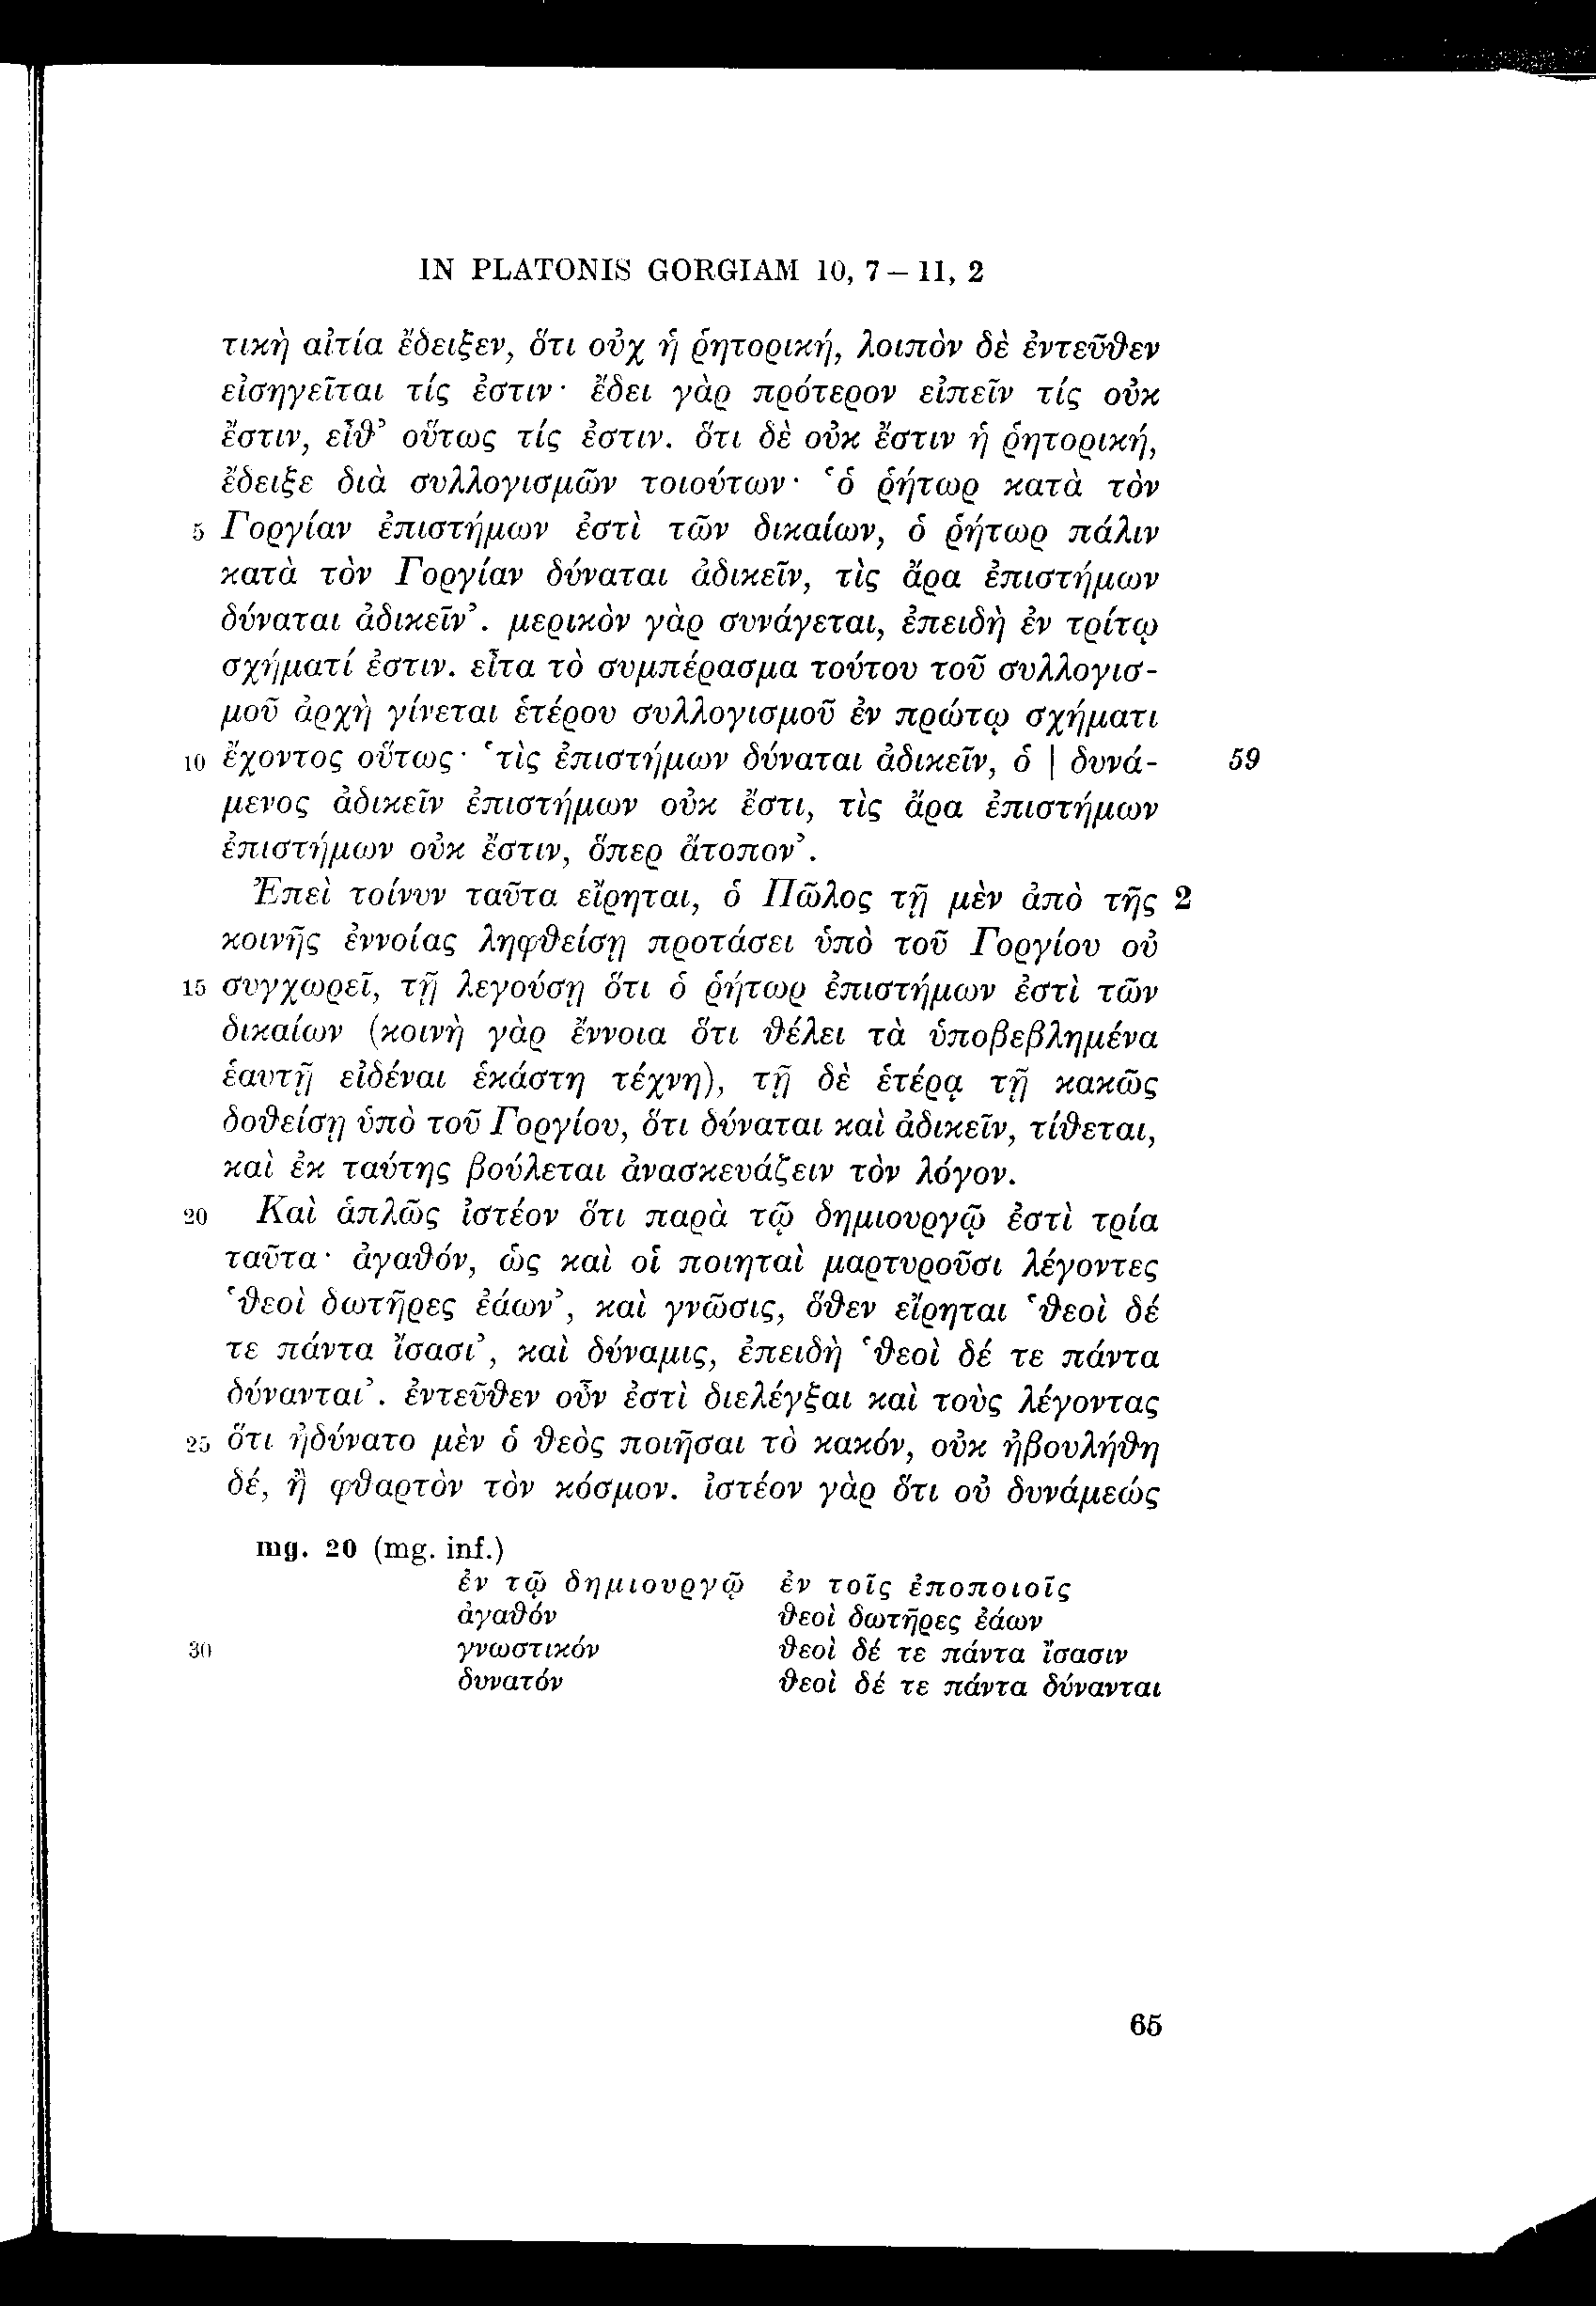 IN PLATONIS GORGIAM 10, 7 – 11, 2
τικὴ αἰτία ἔδειξεν, ὅτι οὐχ ἡ ῥητορική, λοιπὸν δὲ ἐντεῦθεν
εἰσηγεῖται τίς ἐστιν· ἔδει γὰρ πρότερον εἰπεῖν τίς οὐκ
ἔστιν, εἶθ’ οὕτως τίς ἐστιν. ὅτι δὲ οὐκ ἔστιν ἡ ῥητορική,
ἔδειξε διὰ συλλογισμῶν τοιούτων· ‘ὁ ῥήτωρ κατὰ τὸν
5 Γοργίαν ἐπιστήμων ἐστὶ τῶν δικαίων, ὁ ῥήτωρ πάλιν
κατὰ τὸν Γοργίαν δύναται ἀδικεῖν, τὶς ἄρα ἐπιστήμων
δύναται ἀδικεῖν’. μερικὸν γὰρ συνάγεται, ἐπειδὴ ἐν τρίτῳ
σχήματί ἐστιν. εἶτα τὸ συμπέρασμα τούτου τοῦ συλλογισ-
μοῦ ἀρχὴ γίνεται ἑτέρου συλλογισμοῦ ἐν πρώτῳ σχήματι
10 ἔχοντος οὕτως· ‘τὶς ἐπιστήμων δύναται ἀδικεῖν, ὁ | δυνά- 59
μενος ἀδικεῖν ἐπιστήμων οὐκ ἔστι, τὶς ἄρα ἐπιστήμων
ἐπιστήμων οὐκ ἔστιν, ὅπερ ἄτοπον’.
Ἐπεὶ τοίνυν ταῦτα εἴρηται, ὁ Πῶλος τῇ μὲν ἀπὸ τῆς 2
κοινῆς ἐννοίας ληφθείσῃ προτάσει ὑπὸ τοῦ Γοργίου οὐ
15 συγχωρεῖ, τῇ λεγούσῃ ὅτι ὁ ῥήτωρ ἐπιστήμων ἐστὶ τῶν
δικαίων (κοινὴ γὰρ ἔννοια ὅτι θέλει τὰ ὑποβεβλημένα
ἑαυτῇ εἰδέναι ἑκάστη τέχνη), τῇ δὲ ἑτέρᾳ τῇ κακῶς
δοθείσῃ ὑπὸ τοῦ Γοργίου, ὅτι δύναται καὶ ἀδικεῖν, τίθεται,
καὶ ἐκ ταύτης βούλεται ἀνασκευάζειν τὸν λόγον.
20 Καὶ ἁπλῶς ἰστέον ὅτι παρὰ τῷ δημιουργῷ ἐστὶ τρία
ταῦτα· ἀγαθόν, ὡς καὶ οἱ ποιηταὶ μαρτυροῦσι λέγοντες
‘θεοὶ δωτῆρες ἐάων’, καὶ γνῶσις, ὅθεν εἴρηται ‘θεοὶ δέ
τε πάντα ἴσασι’, καὶ δύναμις, ἐπειδὴ ‘θεοὶ δέ τε πάντα
δύνανται’. ἐντεῦθεν οὖν ἐστὶ διελέγξαι καὶ τοὺς λέγοντας
25 ὅτι ἠδύνατο μὲν ὁ θεὸς ποιῆσαι τὸ κακόν, οὐκ ἠβουλήθη
δέ, ἢ φθαρτὸν τὸν κόσμον. ἰστέον γὰρ ὅτι οὐ δυνάμεώς
mg. 20 (mg. inf.)
ἐν τῷ δημιουργῷ ἐν τοῖς ἐποποιοῖς
ἀγαθόν θεοὶ δωτῆρες ἐάων
30 γνωστικόν θεοὶ δέ τε πάντα ἴσασιν
δυνατόν θεοὶ δέ τε πάντα δύνανται
65